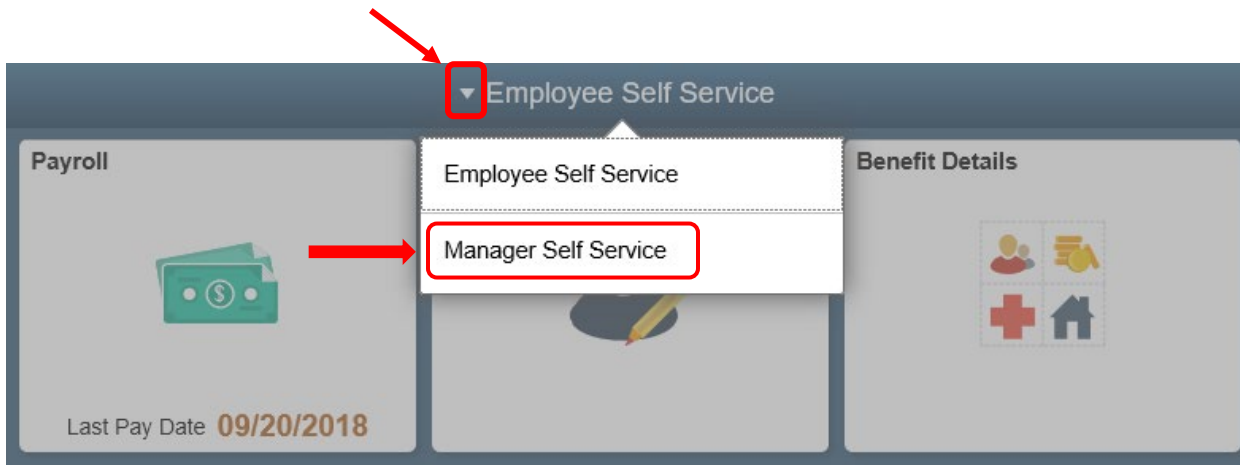 Employee Self Service
Payroll
Employee Self Service
Manager Self Service
Benefit Details
$
Last Pay Date 09/20/2018